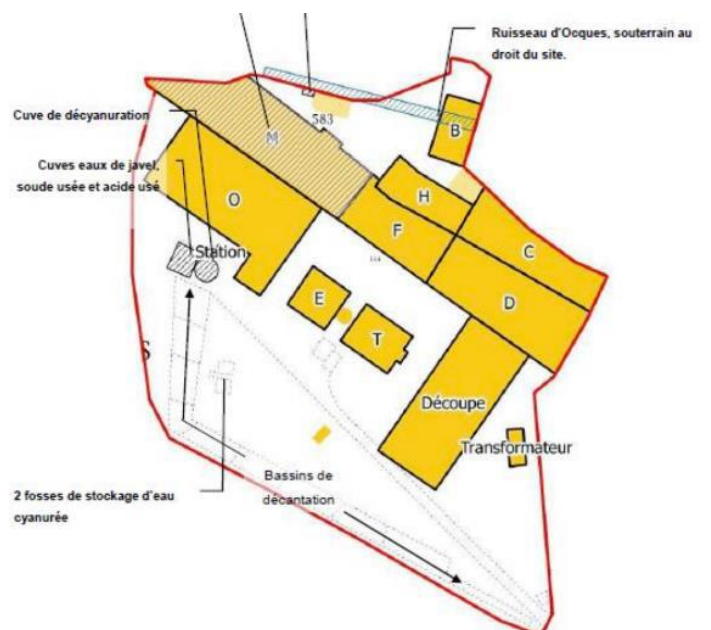 Ruisseau d'Ocques, souterrain au
droit du site.
Cuve de décyanuration
583
B
M
Cuves eaux de javel,
soude usée et acide usé
H
O
F
C
Station
E
D
T
S
Découpe
Transformateur
Bassins de
décantation
2 fosses de stockage d'eau
cyanurée